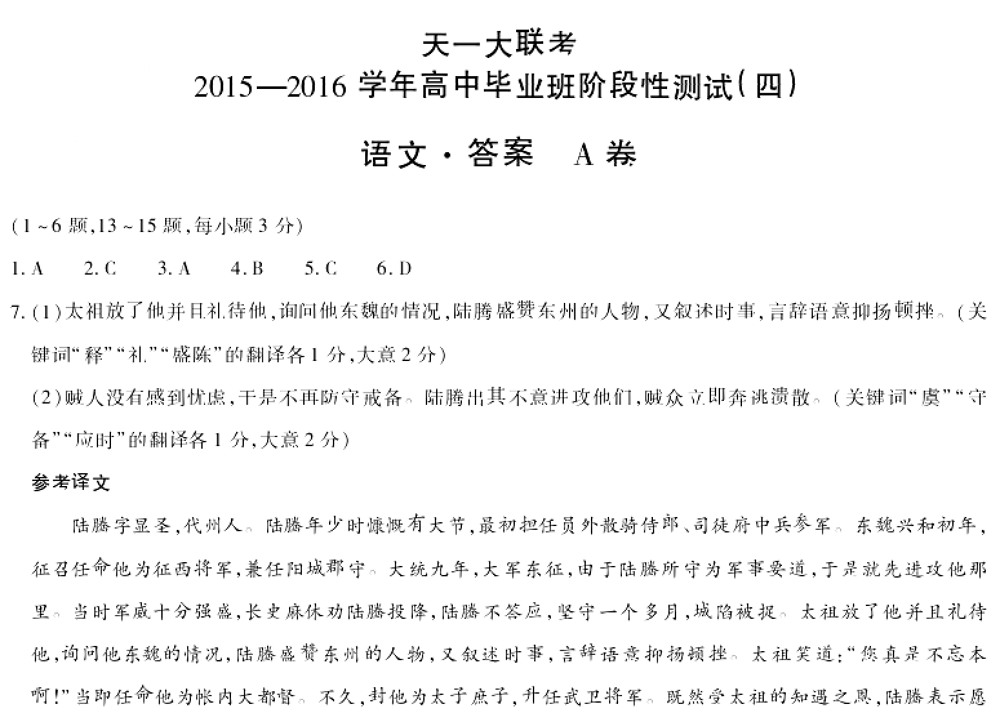 天一大联考
2015—2016 学年高中毕业班阶段性测试(四)
语文·答案 A 卷
(1~6 题,13~15 题,每小题 3 分)
1. A 2. C 3. A 4. B 5. C 6. D
7. (1)太祖放了他并且礼待他,询问他东魏的情况,陆腾盛赞东州的人物,又叙述时事,言辞语意抑扬顿挫。(关
键词“释”“礼”“盛陈”的翻译各 1 分,大意 2 分)
(2)贼人没有感到忧虑,于是不再防守戒备。陆腾出其不意进攻他们,贼众立即奔逃溃散。(关键词“虞”“守
备”“应时”的翻译各 1 分,大意 2 分)
参考译文
陆腾字显圣,代州人。陆腾年少时慷慨有大节,最初担任员外散骑侍郎、司徒府中兵参军。东魏兴和初年,
征召任命他为征西将军,兼任阳城郡守。大统九年,大军东征,由于陆腾所守为军事要道,于是就先进攻他那
里。当时军威十分强盛,长史麻休劝陆腾投降,陆腾不答应,坚守一个多月,城陷被捉。太祖放了他并且礼待
他,询问他东魏的情况,陆腾盛赞东州的人物,又叙述时事,言辞语意抑扬顿挫。太祖笑道:“您真是不忘本
啊!”当即任命他为帐内大都督。不久,封他为太子庶子,升任武卫将军。既然受太祖的知遇之恩,陆腾表示愿